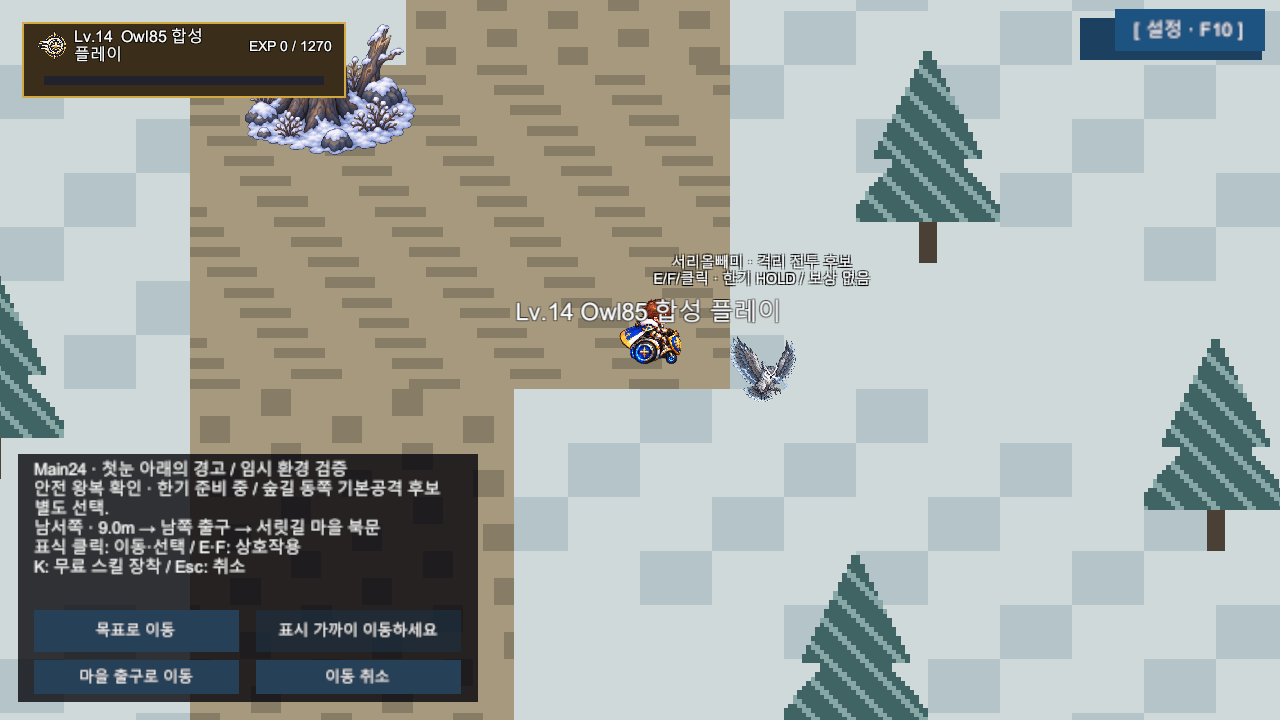 Lv.14 Owl85 합성
플레이
EXP 0 / 1270
[ 설정 · F10 ]
서리올빼미 · 격리 전투 후보
E/F/클릭 · 한기 HOLD / 보상 없음
Lv.14 Owl85 합성 플레이
Main24 · 첫눈 아래의 경고 / 임시 환경 검증
안전 왕복 확인 · 한기 준비 중 / 숲길 동쪽 기본공격 후보
별도 선택.
남서쪽 · 9.0m → 남쪽 출구 → 서릿길 마을 북문
표식 클릭: 이동·선택 / E·F: 상호작용
K: 무료 스킬 장착 / Esc: 취소
목표로 이동
표시 가까이 이동하세요
마을 출구로 이동
이동 취소